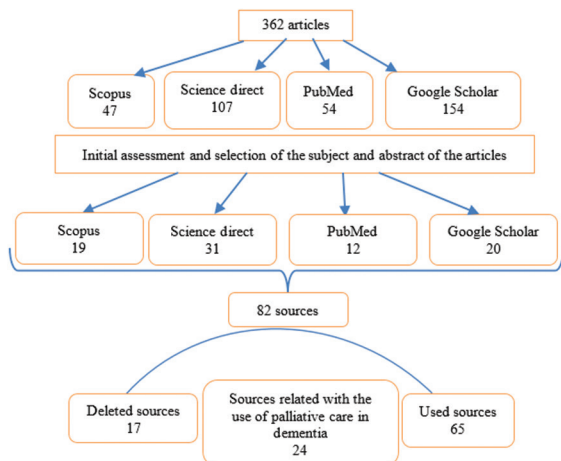 362 articles
Scopus
47
Science direct
107
PubMed
54
Google Scholar
154
Initial assessment and selection of the subject and abstract of the articles
Scopus
19
Science direct
31
PubMed
12
Google Scholar
20
82 sources
Deleted sources
17
Sources related with the
use of palliative care in
dementia
24
Used sources
65